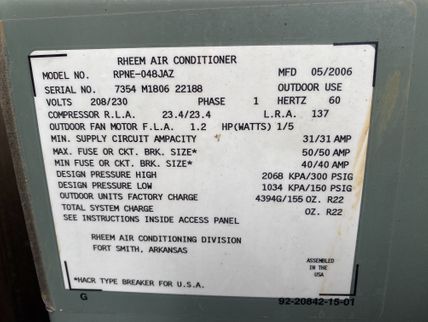 RHEEM AIR CONDITIONER
MODEL NO. RPNE-048JAZ MFD 05/2006
SERIAL NO. 7354 M1806 22188 OUTDOOR USE
VOLTS 208/230 PHASE 1 HERTZ 60
COMPRESSOR R.L.A. 23.4/23.4 L.R.A. 137
OUTDOOR FAN MOTOR F.L.A. 1.2 HP(WATTS) 1/5
MIN. SUPPLY CIRCUIT AMPACITY 31/31 AMP
MAX. FUSE OR CKT. BRK. SIZE* 50/50 AMP
MIN FUSE OR CKT. BRK. SIZE* 40/40 AMP
DESIGN PRESSURE HIGH 2068 KPA/300 PSIG
DESIGN PRESSURE LOW 1034 KPA/150 PSIG
OUTDOOR UNITS FACTORY CHARGE 4394G/155 OZ. R22
TOTAL SYSTEM CHARGE OZ. R22
SEE INSTRUCTIONS INSIDE ACCESS PANEL
RHEEM AIR CONDITIONING DIVISION
FORT SMITH, ARKANSAS
ASSEMBLED
IN THE
USA
*HACR TYPE BREAKER FOR U.S.A.
G 92-20842-15-01